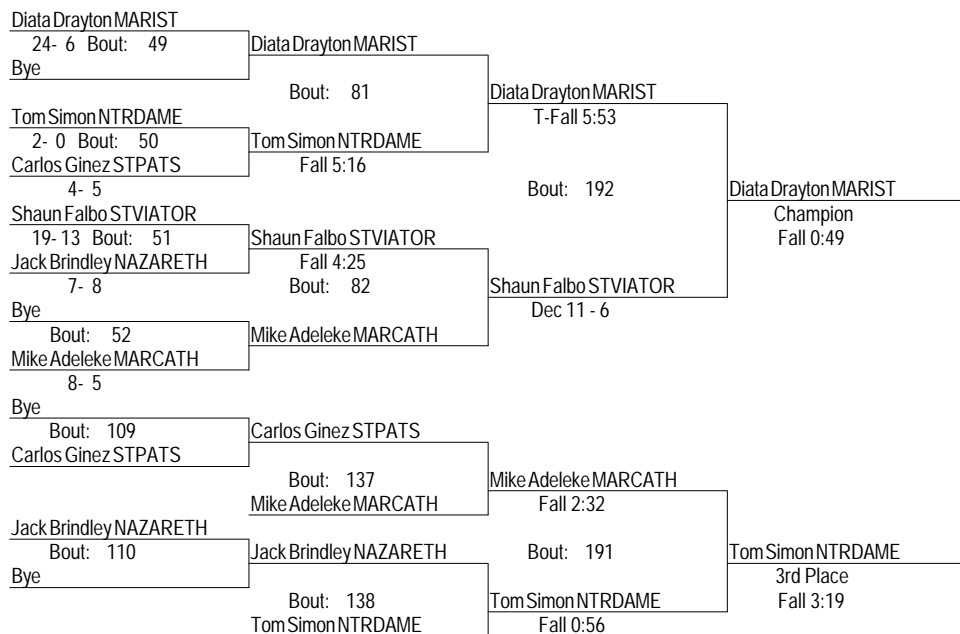 Diata Drayton MARIST
24- 6 Bout: 49 Diata Drayton MARIST
Bye
Bout: 81 Diata Drayton MARIST
Tom Simon NTRDAME T-Fall 5:53
2- 0 Bout: 50 Tom Simon NTRDAME
Carlos Ginez STPATS Fall 5:16
4- 5 Bout: 192 Diata Drayton MARIST
Shaun Falbo STVIATOR Champion
19- 13 Bout: 51 Shaun Falbo STVIATOR Fall 0:49
Jack Brindley NAZARETH Fall 4:25
7- 8 Bout: 82 Shaun Falbo STVIATOR
Bye Dec 11 - 6
Bout: 52 Mike Adeleke MARCATH
Mike Adeleke MARCATH
8- 5
Bye
Bout: 109 Carlos Ginez STPATS
Carlos Ginez STPATS
Bout: 137 Mike Adeleke MARCATH
Mike Adeleke MARCATH Fall 2:32
Jack Brindley NAZARETH
Bout: 110 Jack Brindley NAZARETH Bout: 191 Tom Simon NTRDAME
Bye 3rd Place
Bout: 138 Tom Simon NTRDAME Fall 3:19
Tom Simon NTRDAME Fall 0:56